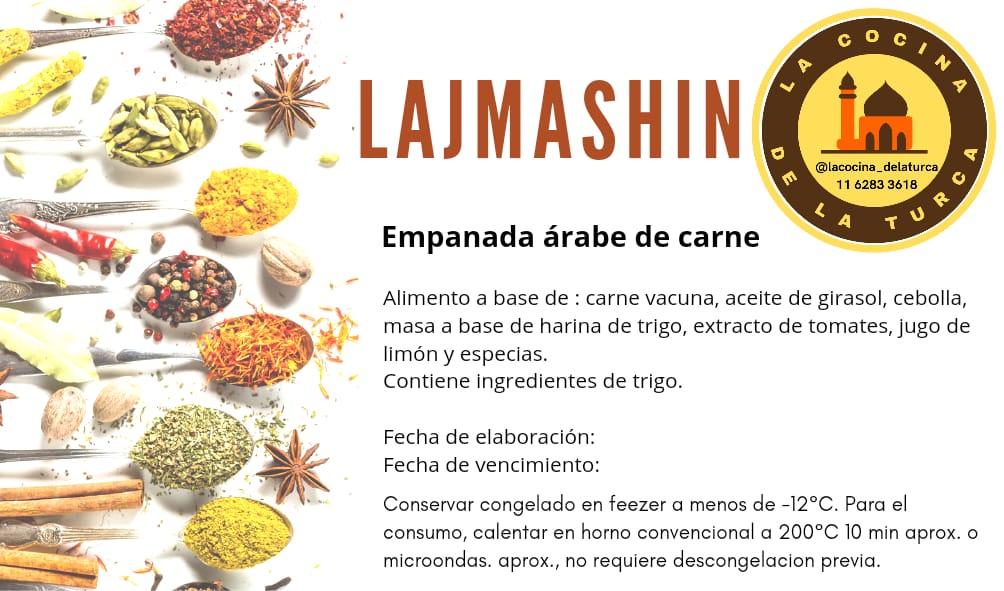 LAJMASHIN
LA COCINA
DE LA TURCA
@lacocina_delaturca
11 6283 3618
Empanada árabe de carne
Alimento a base de : carne vacuna, aceite de girasol, cebolla,
masa a base de harina de trigo, extracto de tomates, jugo de
limón y especias.
Contiene ingredientes de trigo.
Fecha de elaboración:
Fecha de vencimiento:
Conservar congelado en feezer a menos de -12°C. Para el
consumo, calentar en horno convencional a 200°C 10 min aprox. o
microondas. aprox., no requiere descongelacion previa.